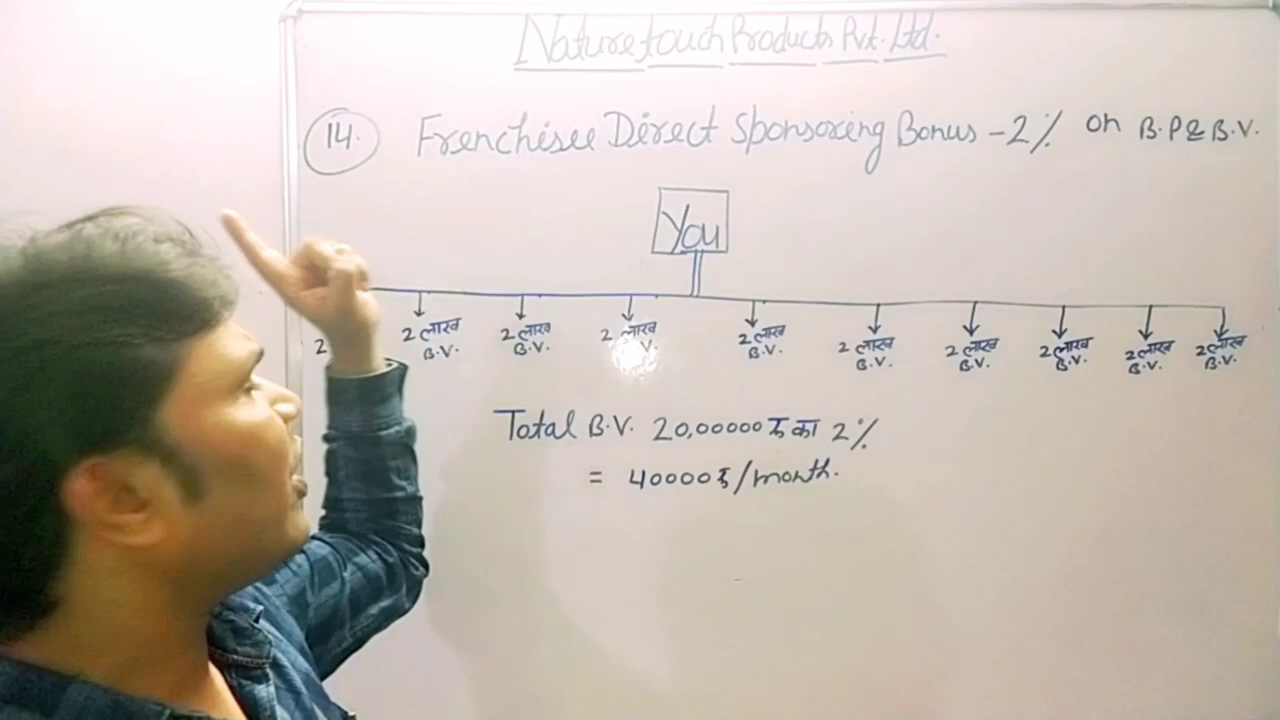 Naturetouch Products Pvt. Ltd.
14. Frenchisee Direct Sponsoring Bonus - 2% on B.P & B.V.
You
2 2 लाख 2 लाख 2 लाख 2 लाख 2 लाख 2 लाख 2 लाख 2 लाख 2 लाख
B.V. B.V. V. B.V. B.V. B.V. B.V. B.V. B.V.
Total B.V. 20,00000 ₹ का 2%
= 40000₹/month.